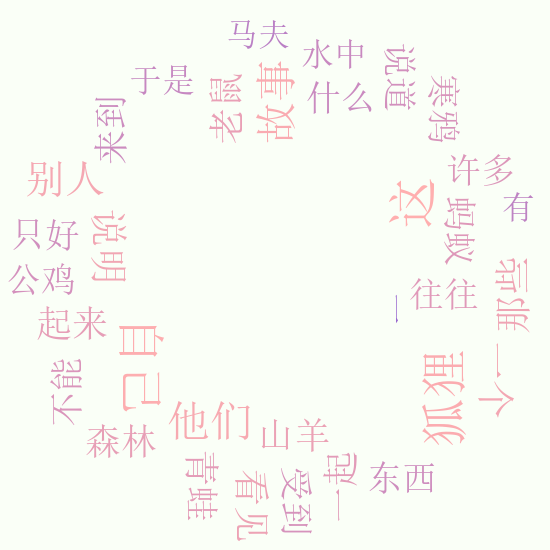 马夫
水中
说道
于是
老鼠
故事
什么
寒鸦
来到
别人
许多
这
有
只好
说明
蚂蚁
公鸡
往往
那些
起来
一
自己
狐狸
一个
不能
他们
森林
山羊
青蛙
看见
受到
一起
东西